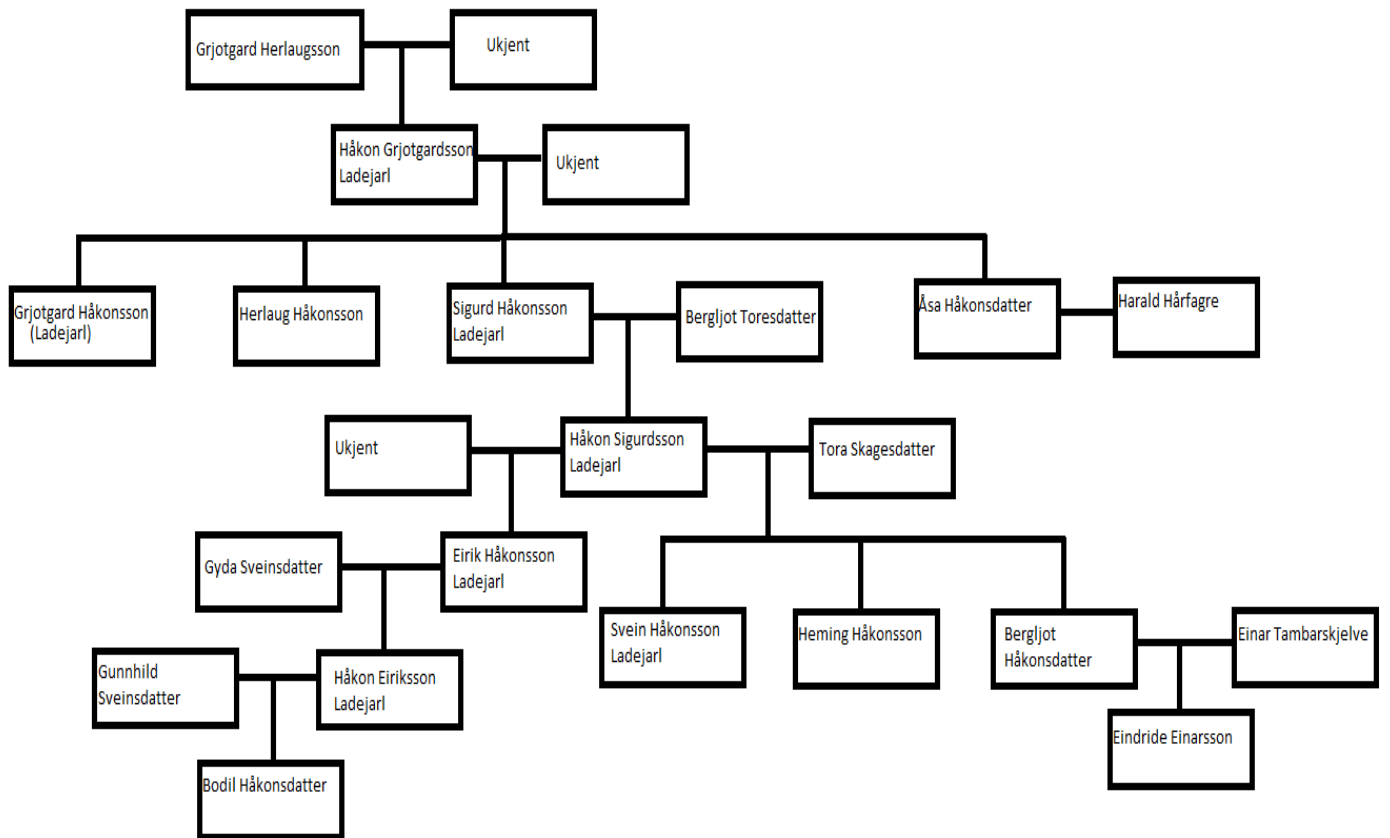 Grjotgard Herlaugsson
Ukjent
Håkon Grjotgardsson
Ladejarl
Ukjent
Grjotgard Håkonsson
(Ladejarl)
Herlaug Håkonsson
Sigurd Håkonsson
Ladejarl
Bergljot Toresdatter
Åsa Håkonsdatter
Harald Hårfagre
Ukjent
Håkon Sigurdsson
Ladejarl
Tora Skagesdatter
Gyda Sveinsdatter
Eirik Håkonsson
Ladejarl
Svein Håkonsson
Ladejarl
Heming Håkonsson
Bergljot
Håkonsdatter
Einar Tambarskjelve
Gunnhild
Sveinsdatter
Håkon Eiriksson
Ladejarl
Eindride Einarsson
Bodil Håkonsdatter